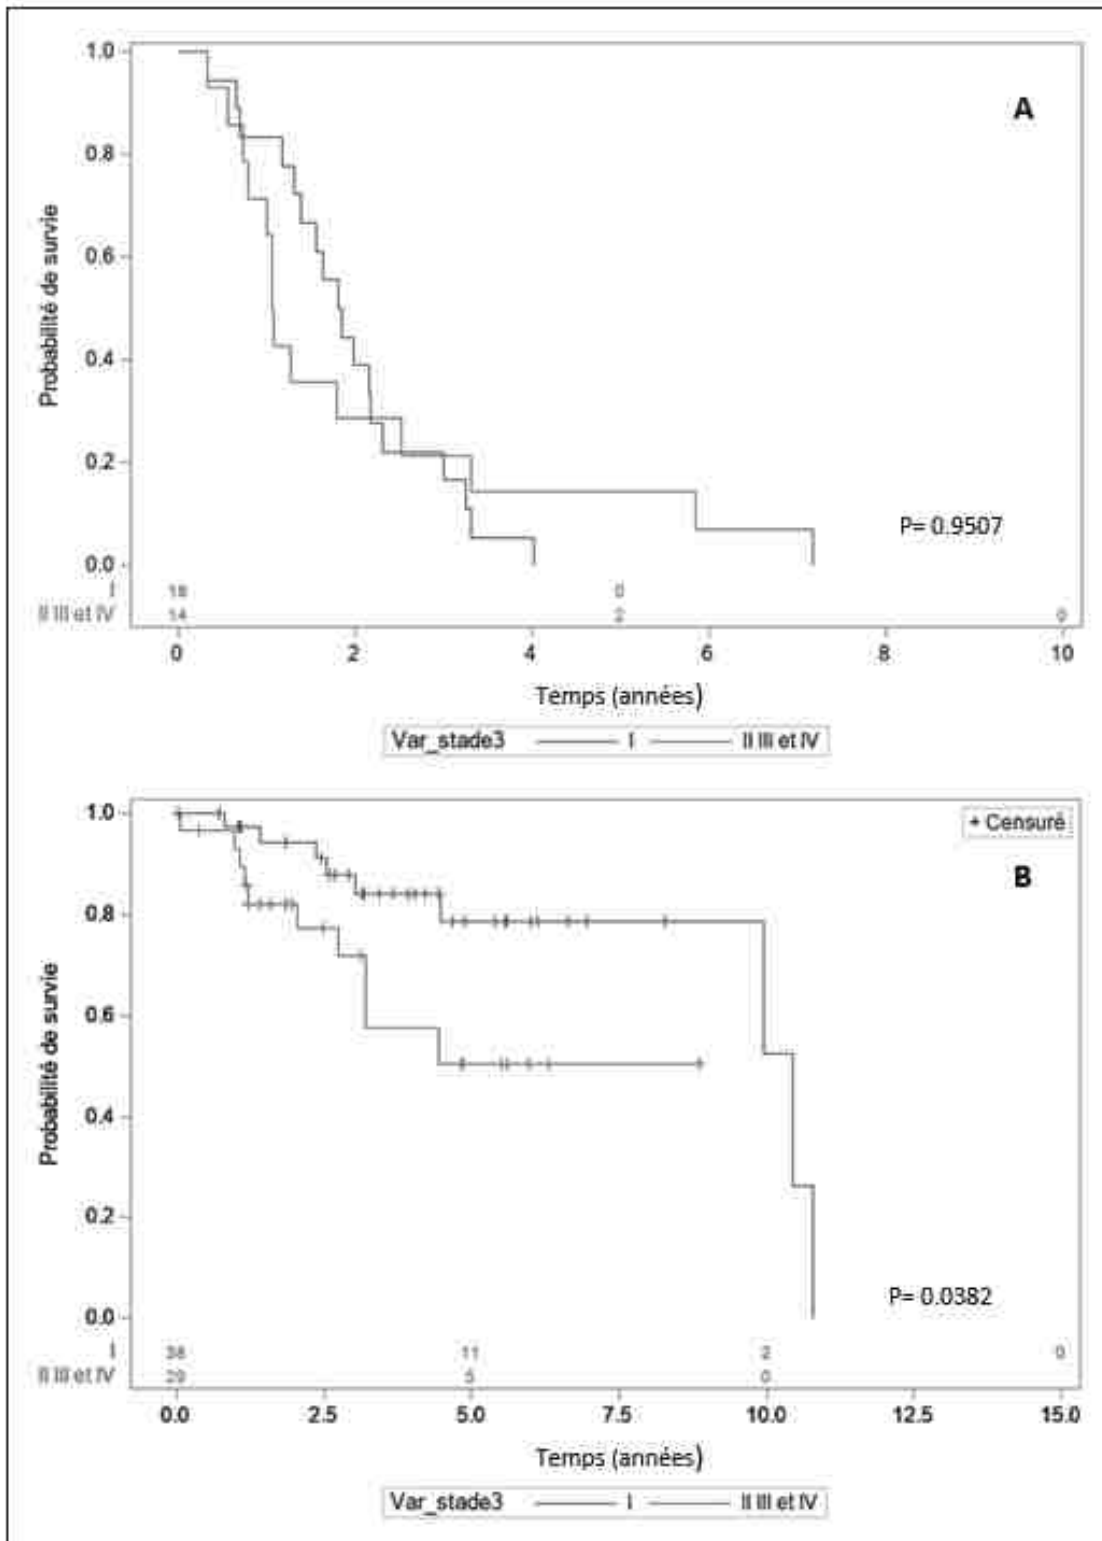 1.0
A
0.8
Probabilité de survie
0.6
0.4
0.2
P= 0.9507
0.0
I 18 0
II III et IV 14 2 0
0 2 4 6 8 10
Temps (années)
Var_stade3 I II III et IV
1.0
+ Censuré
B
0.8
Probabilité de survie
0.6
0.4
0.2
P= 0.0382
0.0
I 38 11 2 0
II III et IV 29 5 0
0.0 2.5 5.0 7.5 10.0 12.5 15.0
Temps (années)
Var_stade3 I II III et IV